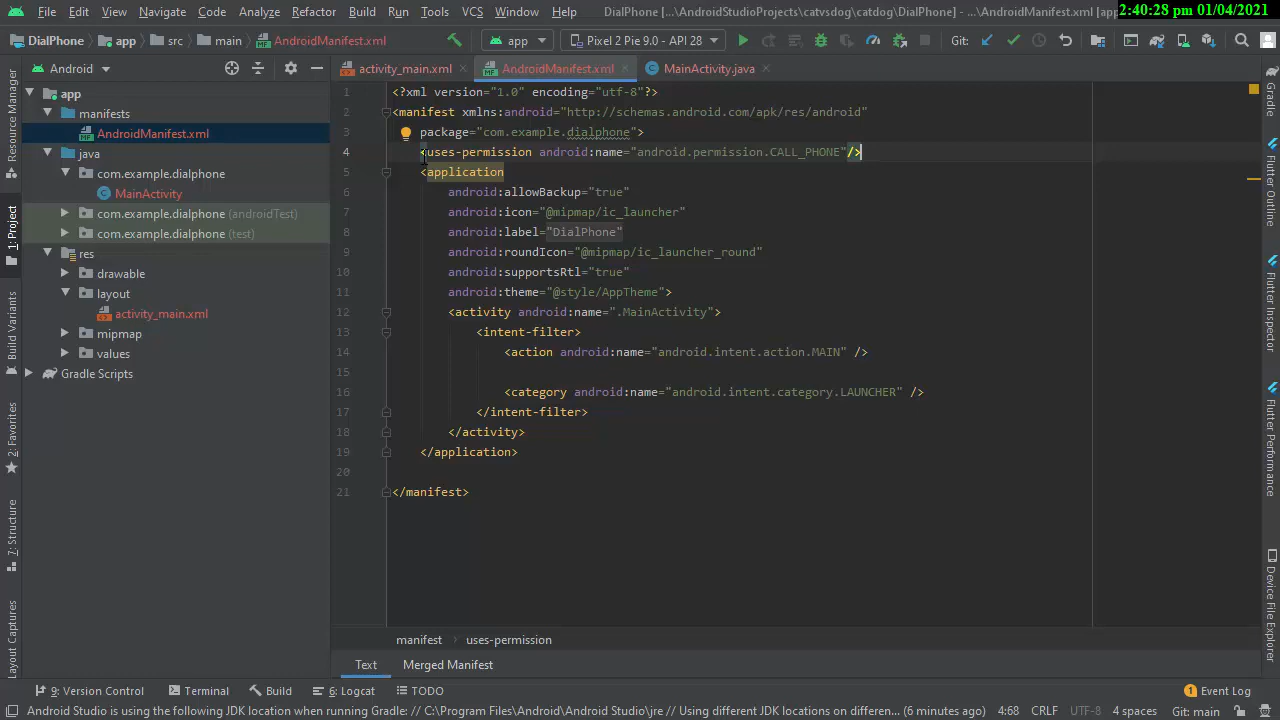 File Edit View Navigate Code Analyze Refactor Build Run Tools VCS Window Help DialPhone [...\AndroidStudioProjects\catvsdog\catdog\DialPhone] - ...\AndroidManifest.xml [app
2:40:28 pm 01/04/2021
DialPhone app src main AndroidManifest.xml app Pixel 2 Pie 9.0 - API 28 Git:
Android activity_main.xml AndroidManifest.xml MainActivity.java
app
manifests
AndroidManifest.xml
java
com.example.dialphone
MainActivity
com.example.dialphone (androidTest)
com.example.dialphone (test)
res
drawable
layout
activity_main.xml
mipmap
values
Gradle Scripts
Resource Manager
1: Project
Build Variants
2: Favorites
7: Structure
Layout Captures
1 <?xml version="1.0" encoding="utf-8"?>
2 <manifest xmlns:android="http://schemas.android.com/apk/res/android"
3 package="com.example.dialphone">
4 <uses-permission android:name="android.permission.CALL_PHONE"/>
5 <application
6 android:allowBackup="true"
7 android:icon="@mipmap/ic_launcher"
8 android:label="DialPhone"
9 android:roundIcon="@mipmap/ic_launcher_round"
10 android:supportsRtl="true"
11 android:theme="@style/AppTheme">
12 <activity android:name=".MainActivity">
13 <intent-filter>
14 <action android:name="android.intent.action.MAIN" />
15
16 <category android:name="android.intent.category.LAUNCHER" />
17 </intent-filter>
18 </activity>
19 </application>
20
21 </manifest>
manifest uses-permission
Text Merged Manifest
Gradle
Flutter Outline
Flutter Inspector
Flutter Performance
Device File Explorer
9: Version Control Terminal Build 6: Logcat TODO 1 Event Log
Android Studio is using the following JDK location when running Gradle: // C:\Program Files\Android\Android Studio\jre // Using different JDK locations on different... (6 minutes ago) 4:68 CRLF UTF-8 4 spaces Git: main